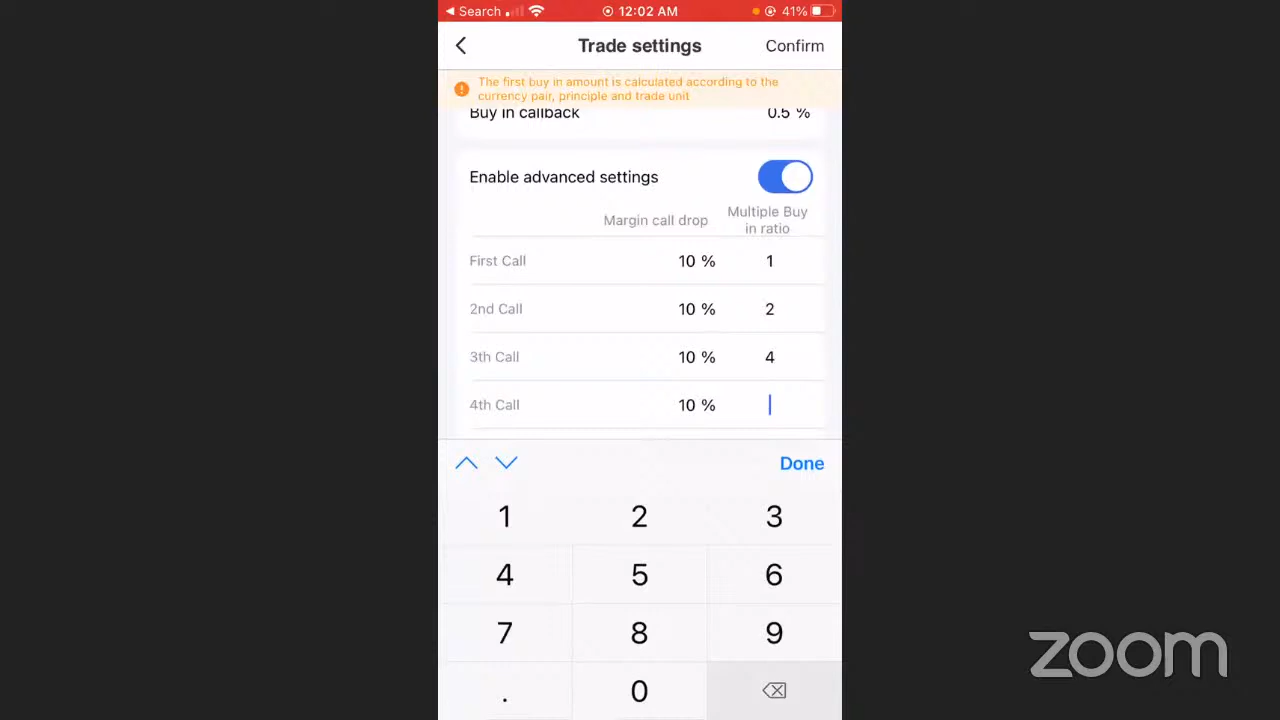 Search 12:02 AM 41%
Trade settings Confirm
The first buy in amount is calculated according to the
currency pair, principle and trade unit
Buy in callback 0.5 %
Enable advanced settings
Margin call drop
Multiple Buy
in ratio
First Call 10 % 1
2nd Call 10 % 2
3th Call 10 % 4
4th Call 10 %
Done
1 2 3
4 5 6
7 8 9
. 0
zoom